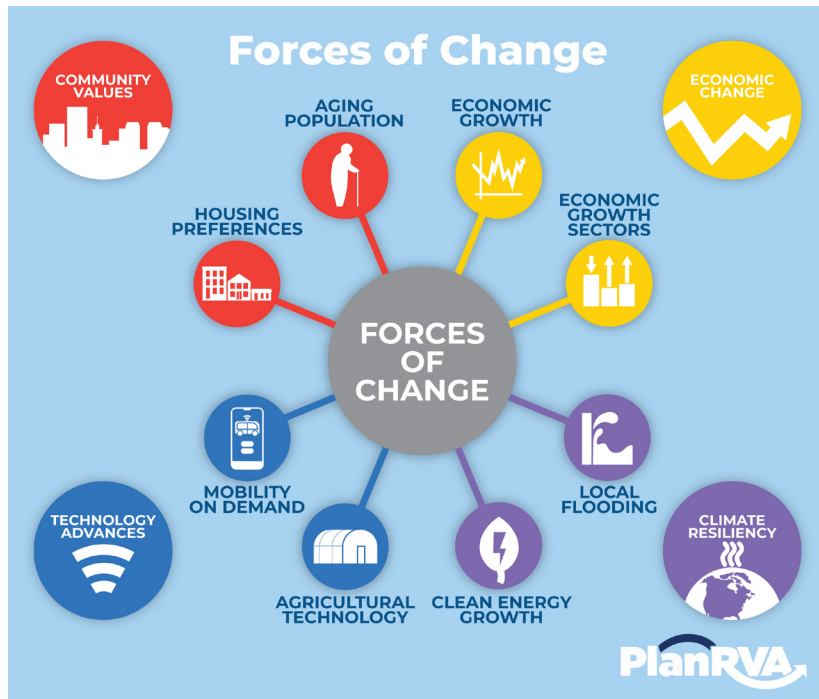 Forces of Change
COMMUNITY
VALUES
ECONOMIC
CHANGE
AGING
POPULATION
ECONOMIC
GROWTH
HOUSING
PREFERENCES
ECONOMIC
GROWTH
SECTORS
FORCES
OF
CHANGE
MOBILITY
ON DEMAND
LOCAL
FLOODING
TECHNOLOGY
ADVANCES
CLIMATE
RESILIENCY
AGRICULTURAL
TECHNOLOGY
CLEAN ENERGY
GROWTH
PlanRVA